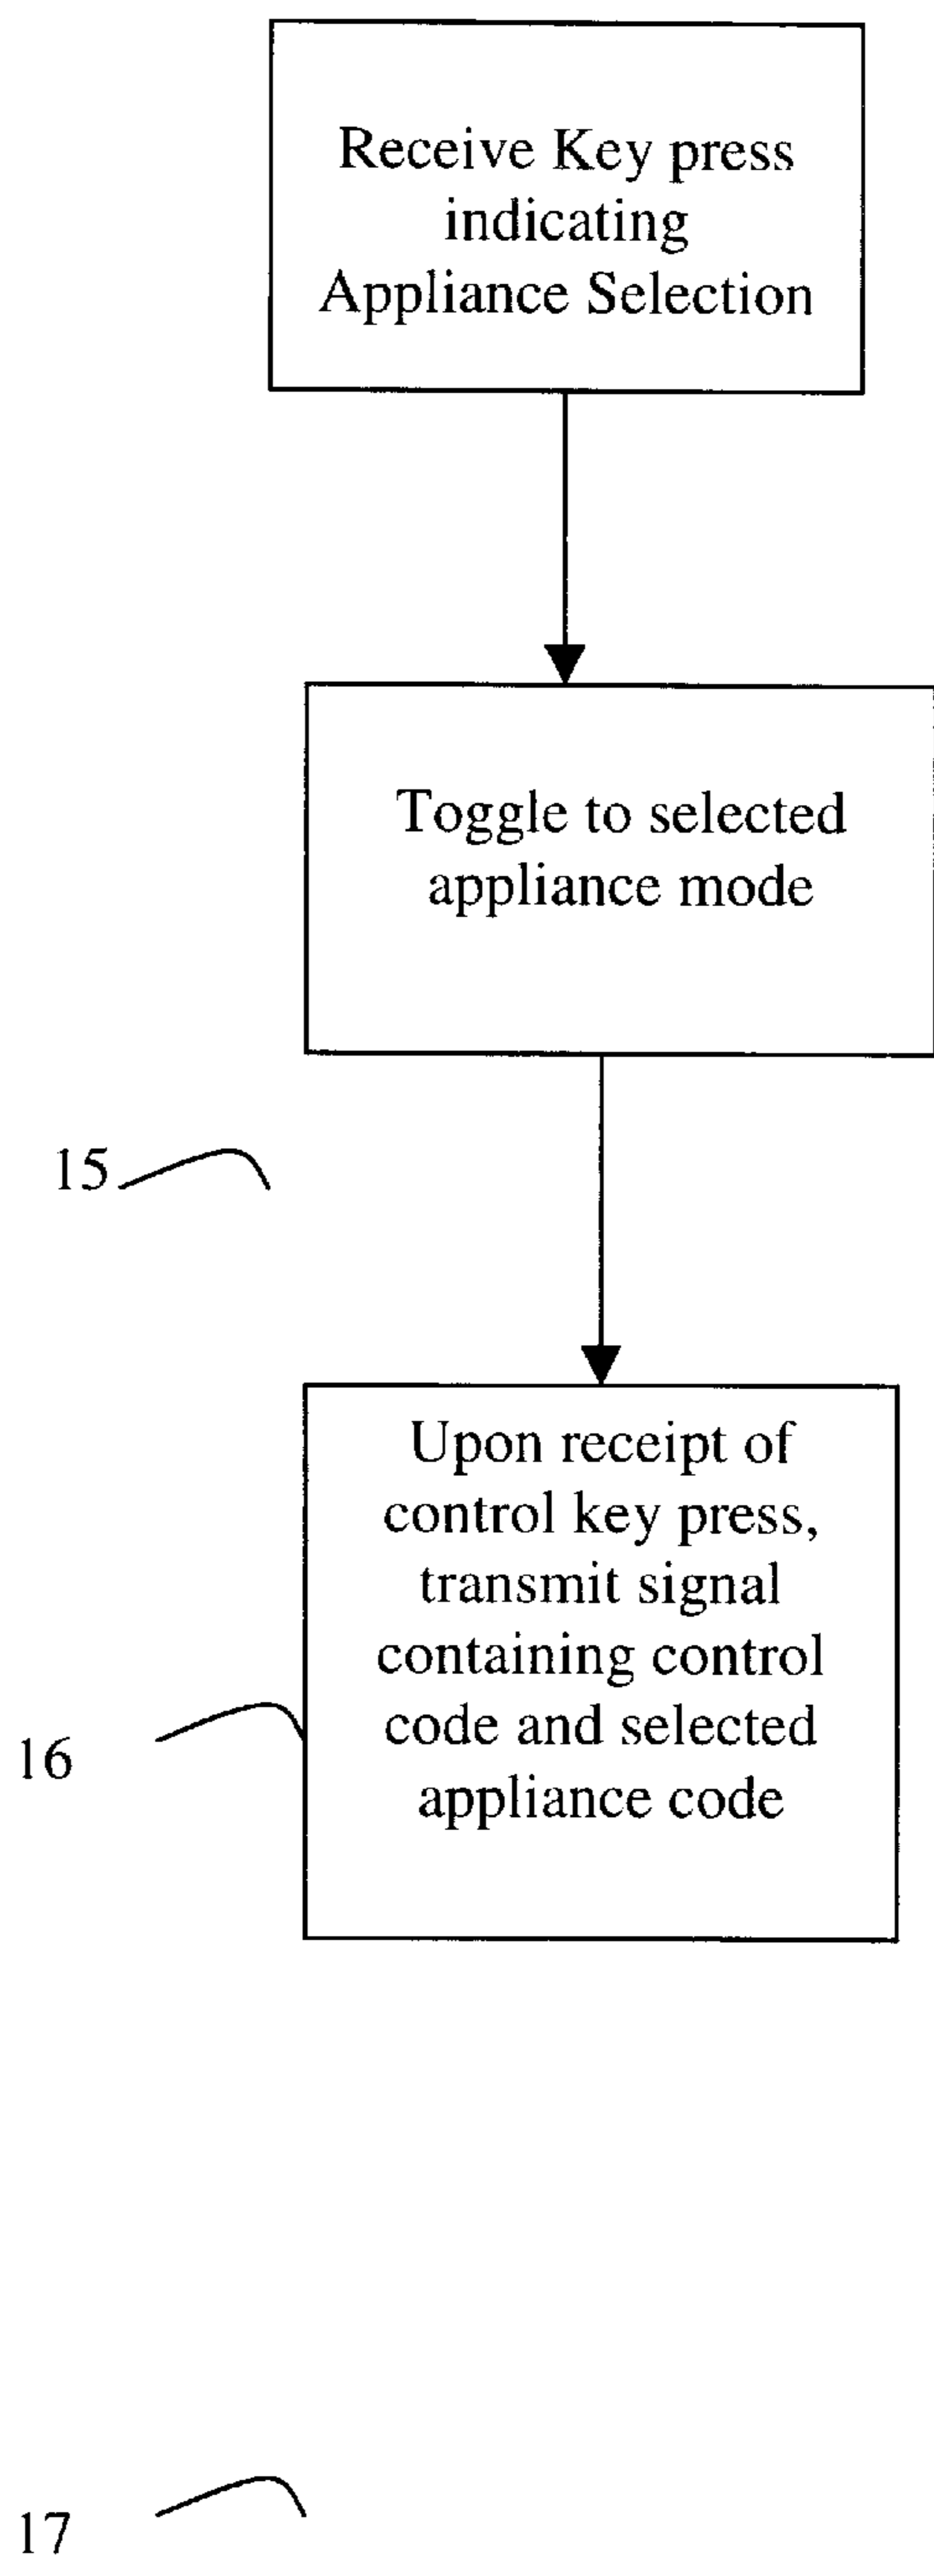 Receive Key press
indicating
Appliance Selection
Toggle to selected
appliance mode
15
Upon receipt of
control key press,
transmit signal
containing control
code and selected
appliance code
16
17